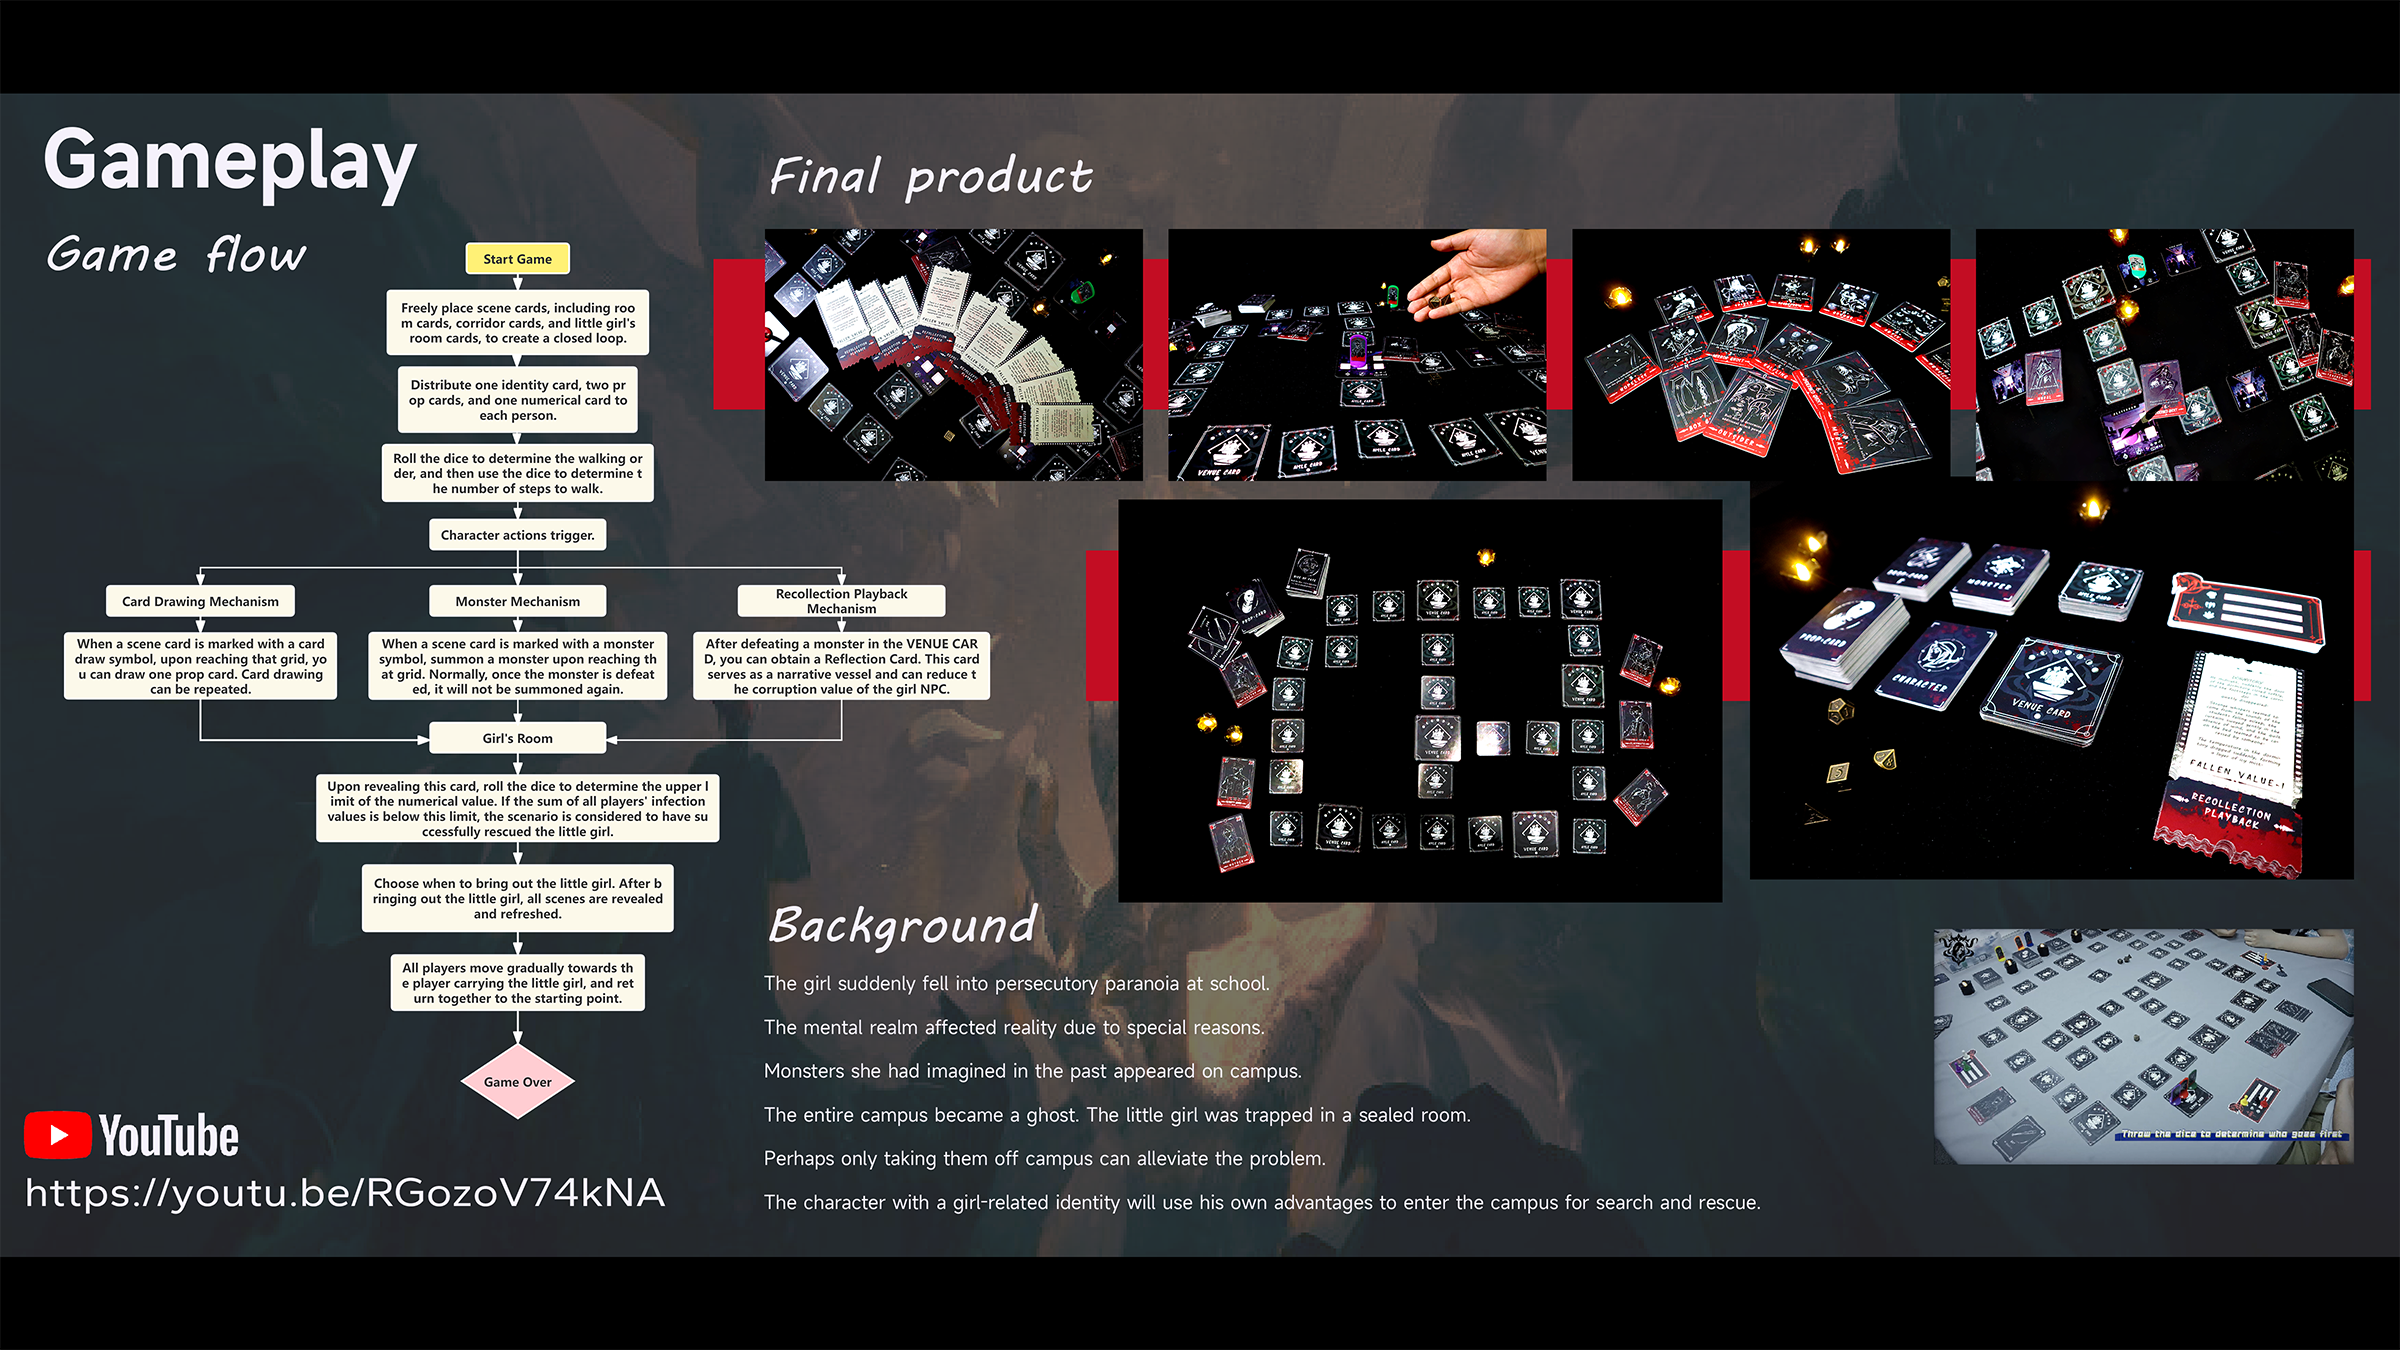 Gameplay
Game flow
Start Game
Freely place scene cards, including roo
m cards, corridor cards, and little girl's
room cards, to create a closed loop.
Distribute one identity card, two pr
op cards, and one numerical card to
each person.
Roll the dice to determine the walking or
der, and then use the dice to determine t
he number of steps to walk.
Character actions trigger.
Card Drawing Mechanism
When a scene card is marked with a card
draw symbol, upon reaching that grid, yo
u can draw one prop card. Card drawing
can be repeated.
Monster Mechanism
When a scene card is marked with a monster
symbol, summon a monster upon reaching th
at grid. Normally, once the monster is defeat
ed, it will not be summoned again.
Recollection Playback
Mechanism
After defeating a monster in the VENUE CAR
D, you can obtain a Reflection Card. This card
serves as a narrative vessel and can reduce t
he corruption value of the girl NPC.
Girl's Room
Upon revealing this card, roll the dice to determine the upper l
imit of the numerical value. If the sum of all players' infection
values is below this limit, the scenario is considered to have su
ccessfully rescued the little girl.
Choose when to bring out the little girl. After b
ringing out the little girl, all scenes are revealed
and refreshed.
All players move gradually towards th
e player carrying the little girl, and ret
urn together to the starting point.
Game Over
YouTube
https://youtu.be/RGozoV74kNA
Final product
VENUE CARD
AISLE CARD
OUTSIDER
BOX
PROP-CARD
MONSTER
AISLE CARD
PROP-CARD
CHARACTER
VENUE CARD
FALLEN VALUE-1
RECOLLECTION
PLAYBACK
Background
The girl suddenly fell into persecutory paranoia at school.
The mental realm affected reality due to special reasons.
Monsters she had imagined in the past appeared on campus.
The entire campus became a ghost. The little girl was trapped in a sealed room.
Perhaps only taking them off campus can alleviate the problem.
The character with a girl-related identity will use his own advantages to enter the campus for search and rescue.
Throw the dice to determine who goes first